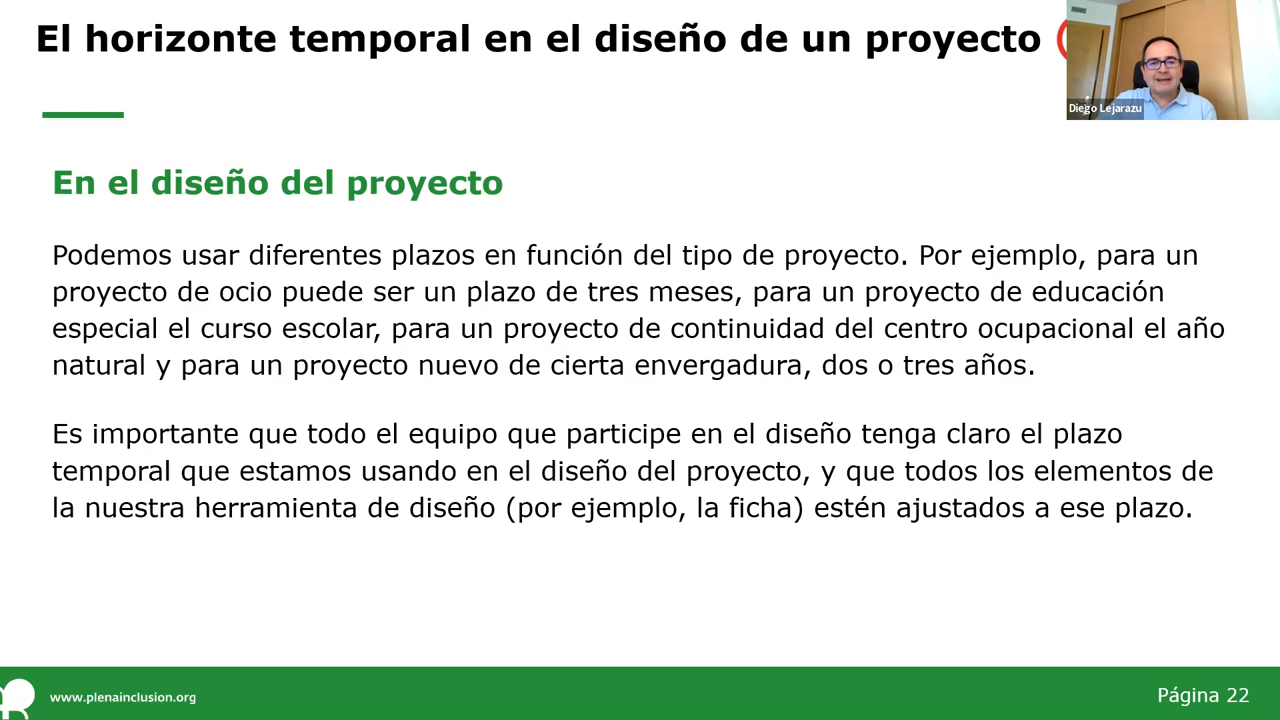 El horizonte temporal en el diseño de un proyecto
Diego Lejarazu
En el diseño del proyecto
Podemos usar diferentes plazos en función del tipo de proyecto. Por ejemplo, para un
proyecto de ocio puede ser un plazo de tres meses, para un proyecto de educación
especial el curso escolar, para un proyecto de continuidad del centro ocupacional el año
natural y para un proyecto nuevo de cierta envergadura, dos o tres años.
Es importante que todo el equipo que participe en el diseño tenga claro el plazo
temporal que estamos usando en el diseño del proyecto, y que todos los elementos de
la nuestra herramienta de diseño (por ejemplo, la ficha) estén ajustados a ese plazo.
www.plenainclusion.org
Página 22